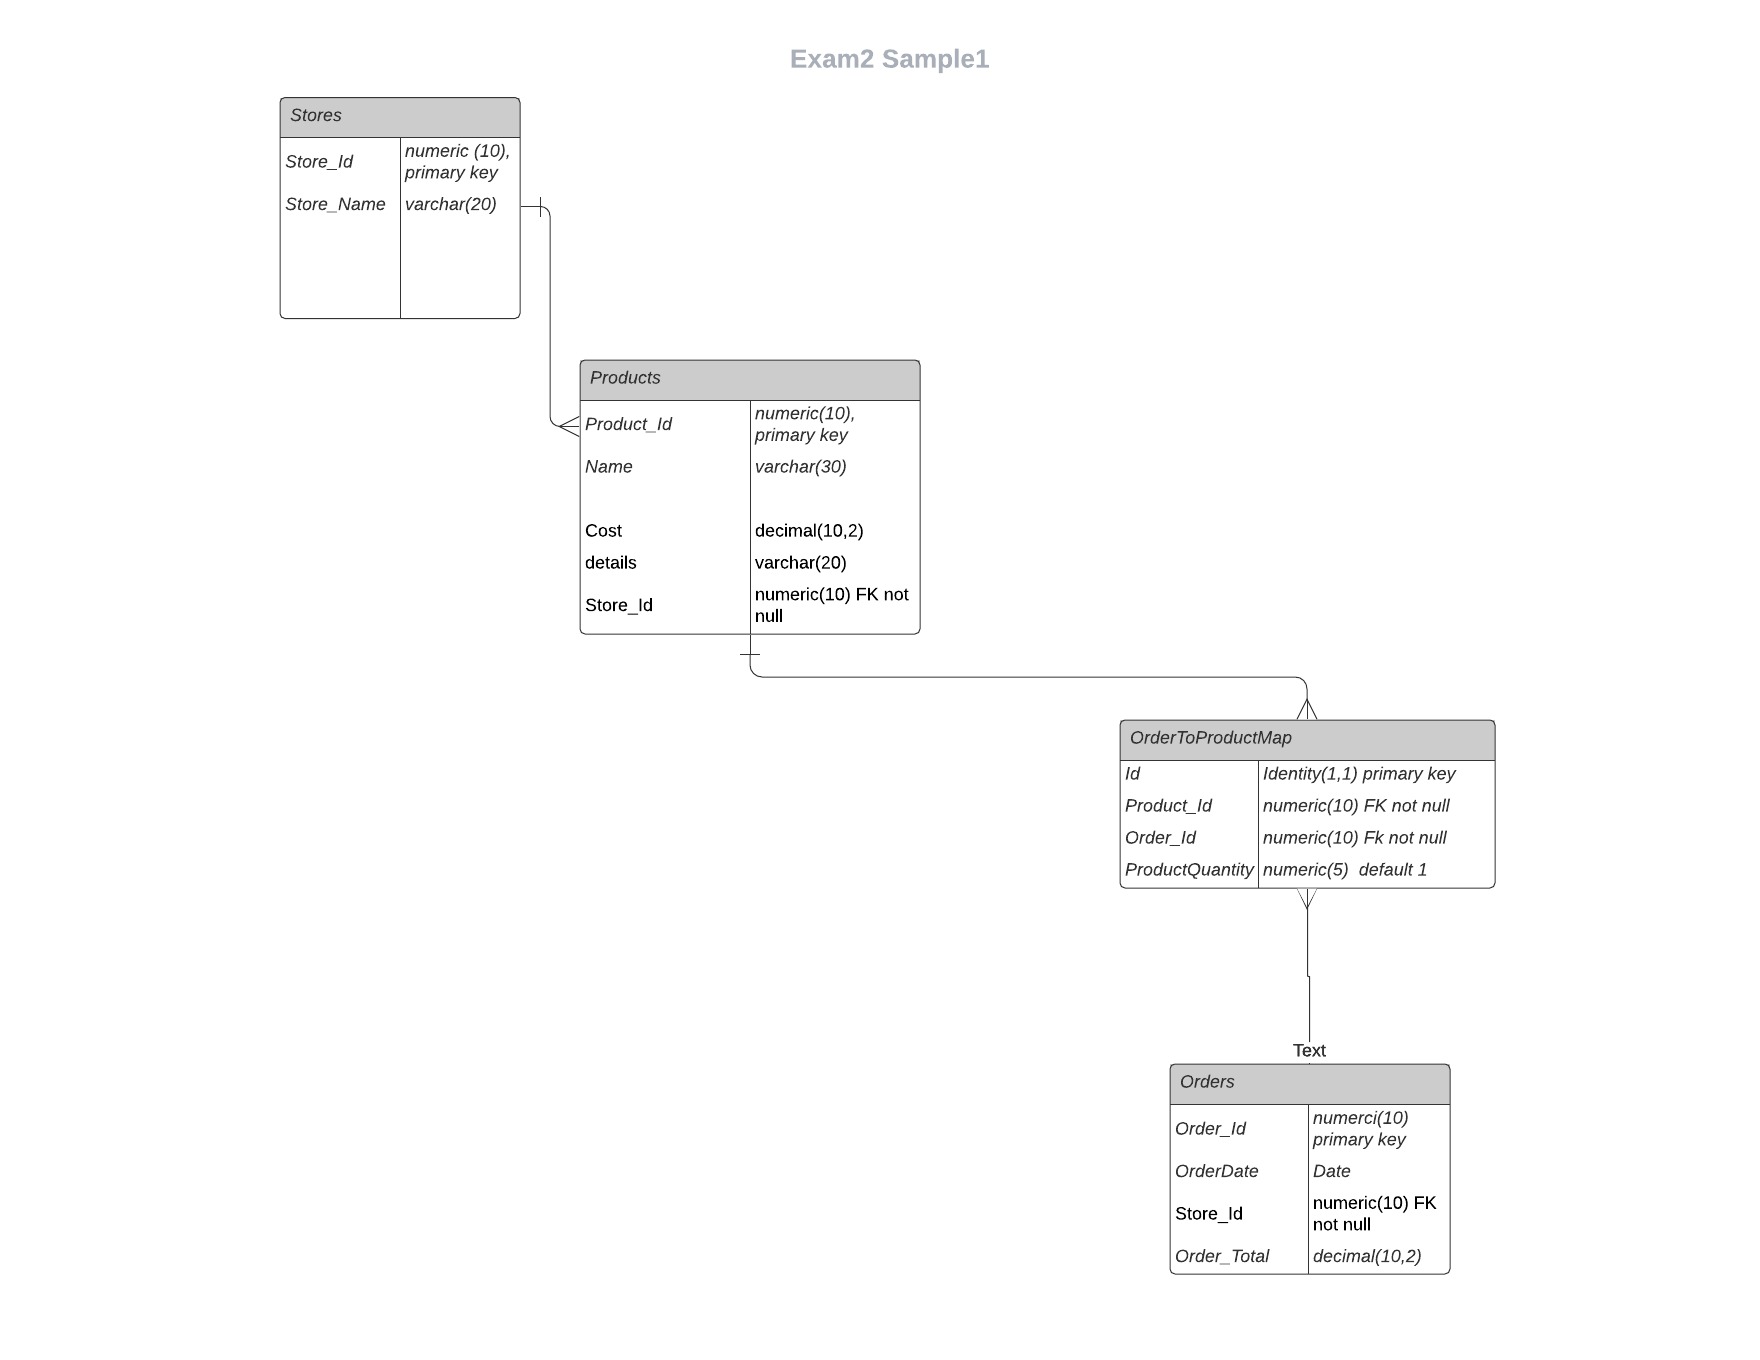 Exam2 Sample1
Stores
Store_Id
numeric (10),
primary key
Store_Name
varchar(20)
Products
Product_Id
numeric(10),
primary key
Name
varchar(30)
Cost
decimal(10,2)
details
varchar(20)
Store_Id
numeric(10) FK not
null
OrderToProductMap
Id
Identity(1,1) primary key
Product_Id
numeric(10) FK not null
Order_Id
numeric(10) Fk not null
ProductQuantity
numeric(5)  default 1
Text
Orders
Order_Id
numerci(10)
primary key
OrderDate
Date
Store_Id
numeric(10) FK
not null
Order_Total
decimal(10,2)